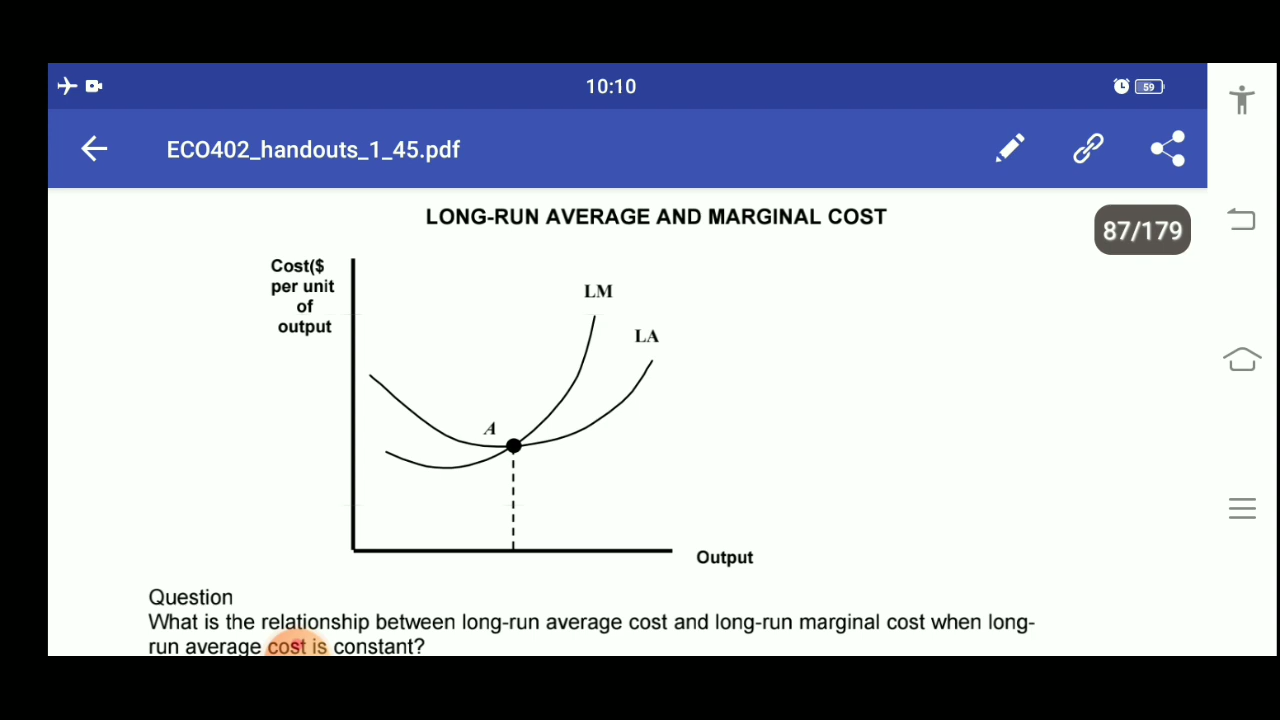 10:10
59
ECO402_handouts_1_45.pdf
LONG-RUN AVERAGE AND MARGINAL COST
87/179
Cost($
per unit
of
output
LM
LA
A
Output
Question
What is the relationship between long-run average cost and long-run marginal cost when long-
run average cost is constant?